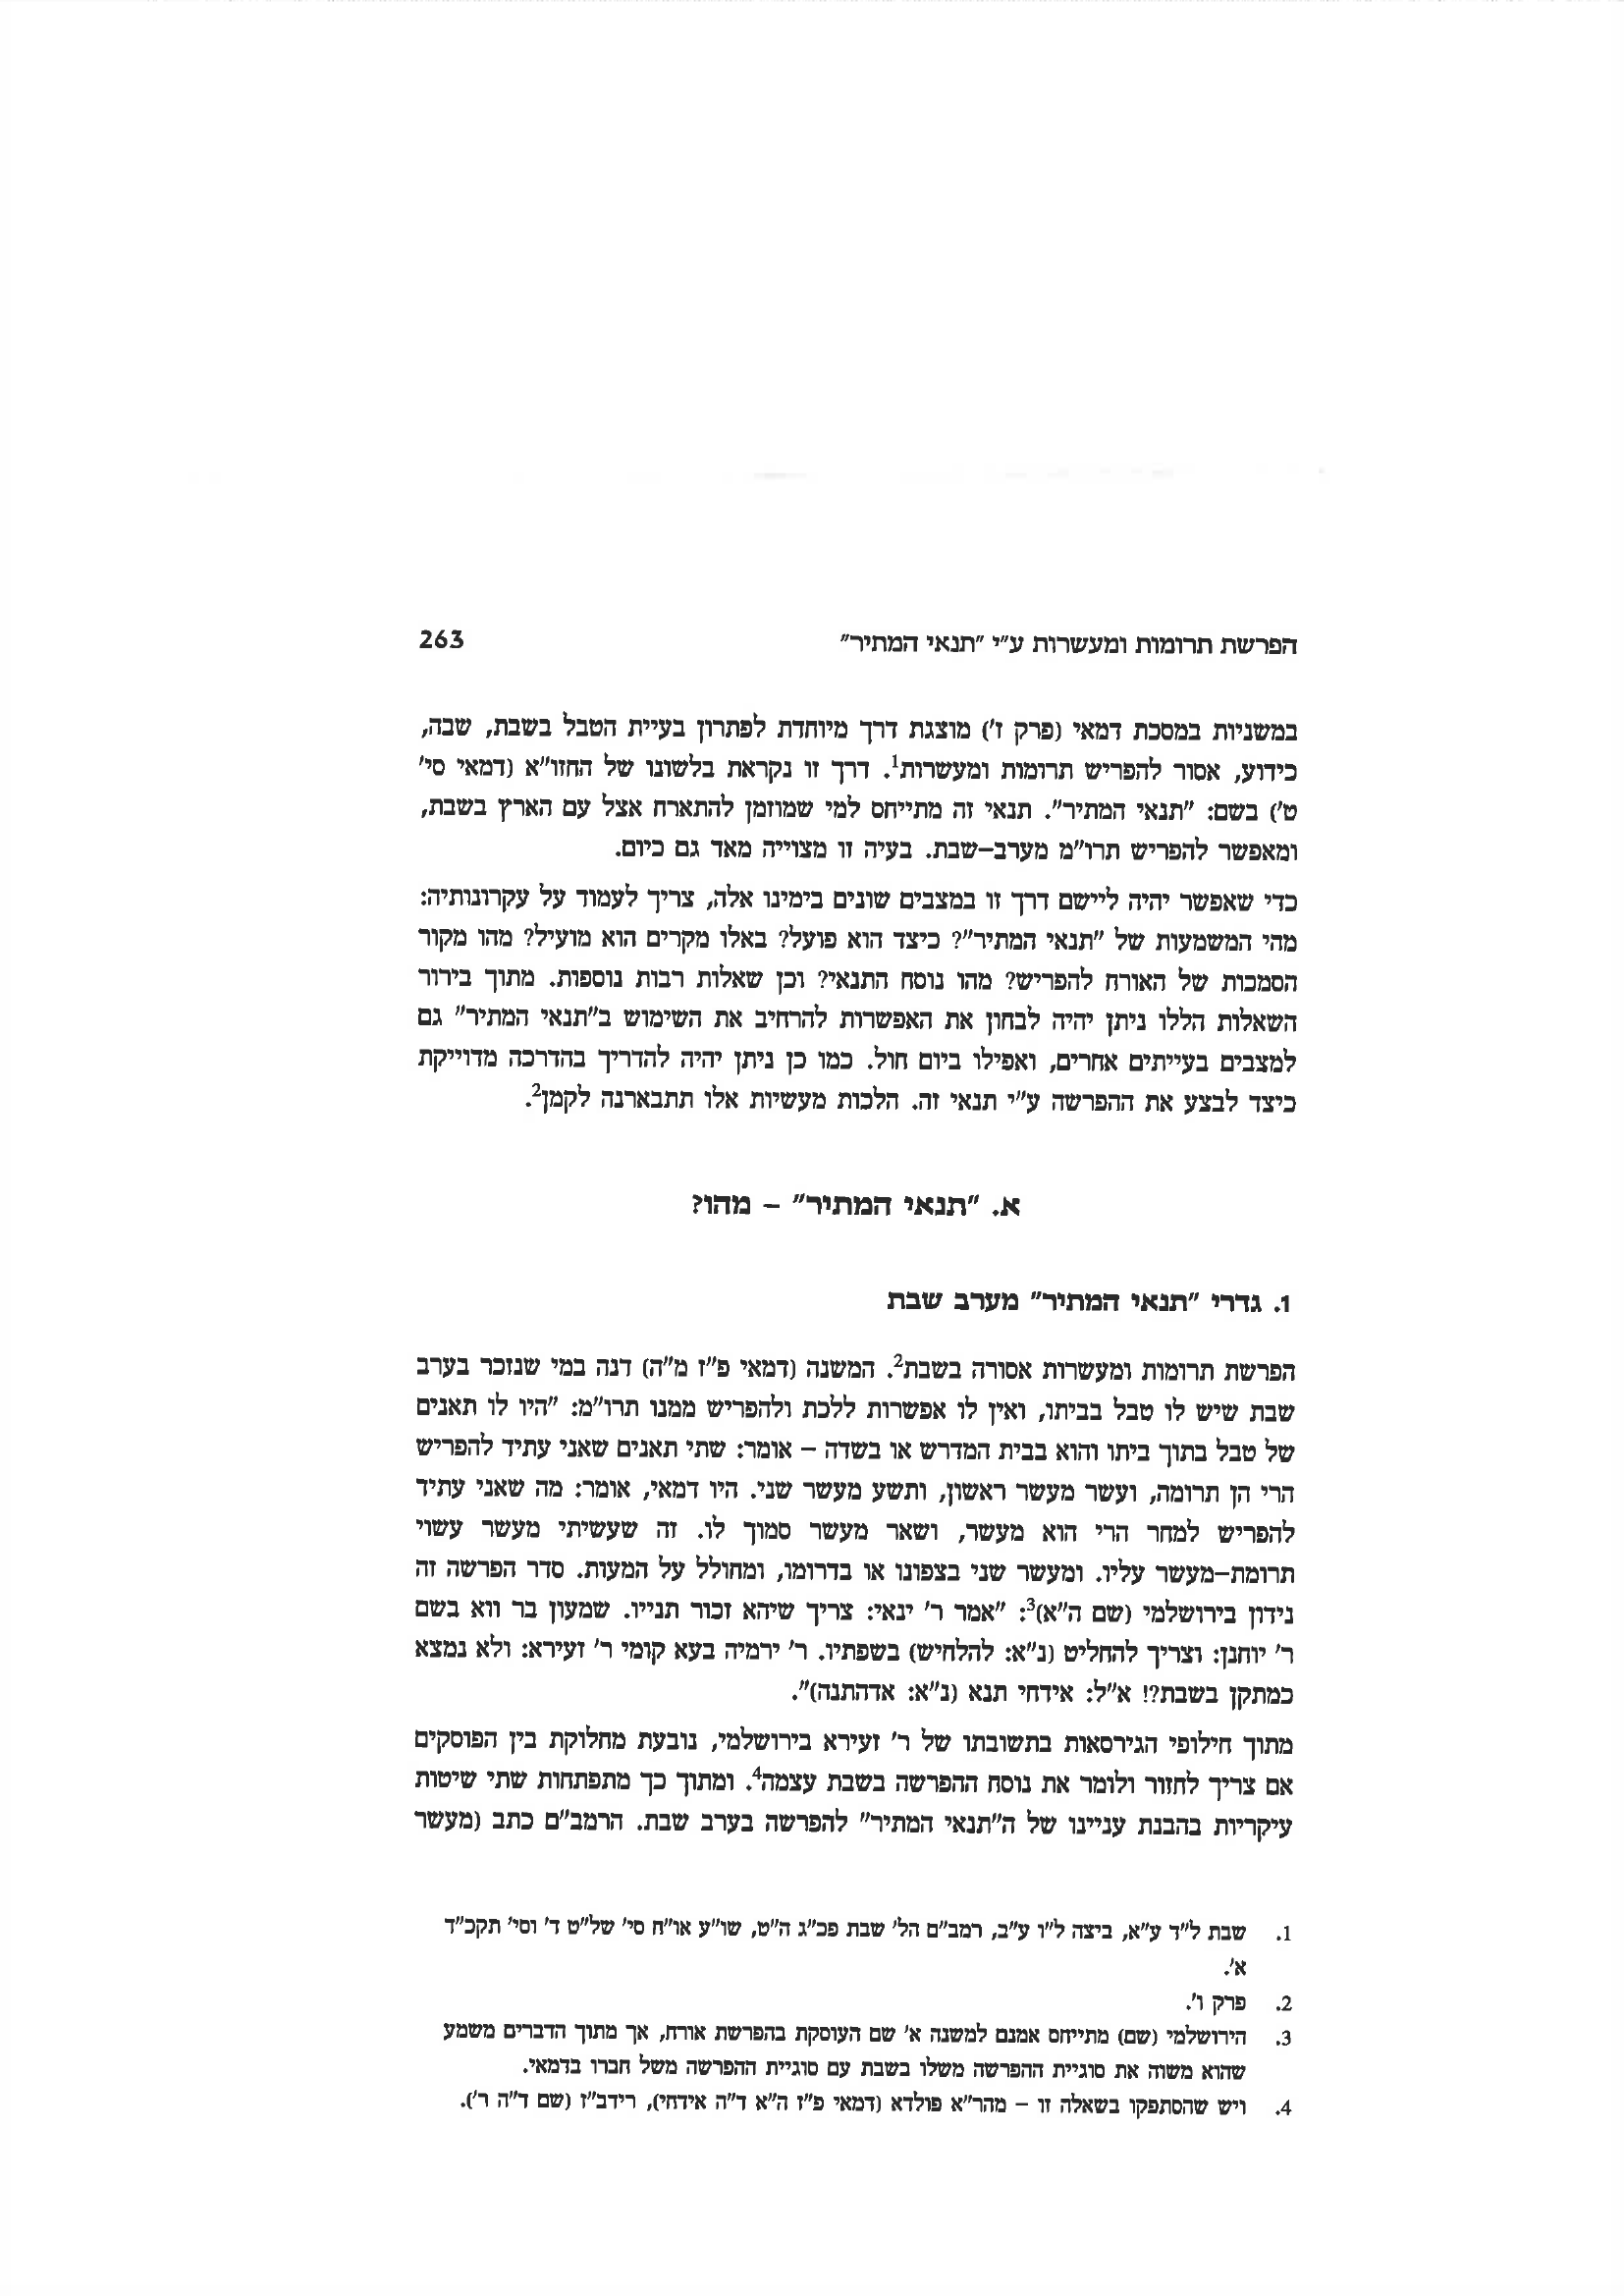 הפרשת תרומות ומעשרות ע"י "תנאי המתיר" 263
במשניות במסכת דמאי (פרק ז') מוצגת דרך מיוחדת לפתרון בעיית הטבל בשבת, שבה,
כידוע, אסור להפריש תרומות ומעשרות1. דרך זו נקראת בלשונו של החזו"א (דמאי סי'
ט') בשם: "תנאי המתיר". תנאי זה מתייחס למי שמוזמן להתארח אצל עם הארץ בשבת,
ומאפשר להפריש תרו"מ מערב–שבת. בעיה זו מצוייה מאד גם כיום.
כדי שאפשר יהיה ליישם דרך זו במצבים שונים בימינו אלה, צריך לעמוד על עקרונותיה:
מהי המשמעות של "תנאי המתיר"? כיצד הוא פועל? באלו מקרים הוא מועיל? מהו מקור
הסמכות של האורח להפריש? מהו נוסח התנאי? וכן שאלות רבות נוספות. מתוך בירור
השאלות הללו ניתן יהיה לבחון את האפשרות להרחיב את השימוש ב"תנאי המתיר" גם
למצבים בעייתים אחרים, ואפילו ביום חול. כמו כן ניתן יהיה להדריך בהדרכה מדוייקת
כיצד לבצע את ההפרשה ע"י תנאי זה. הלכות מעשיות אלו תתבארנה לקמן2.
א. "תנאי המתיר" – מהו?
1. גדרי "תנאי המתיר" מערב שבת
הפרשת תרומות ומעשרות אסורה בשבת2. המשנה (דמאי פ"ז מ"ה) דנה במי שנזכר בערב
שבת שיש לו טבל בביתו, ואין לו אפשרות ללכת ולהפריש ממנו תרו"מ: "היו לו תאנים
של טבל בתוך ביתו והוא בבית המדרש או בשדה – אומר: שתי תאנים שאני עתיד להפריש
הרי הן תרומה, ועשר מעשר ראשון, ותשע מעשר שני. היו דמאי, אומר: מה שאני עתיד
להפריש למחר הרי הוא מעשר, ושאר מעשר סמוך לו. זה שעשיתי מעשר עשוי
תרומת–מעשר עליו. ומעשר שני בצפונו או בדרומו, ומחולל על המעות. סדר הפרשה זה
נידון בירושלמי (שם ה"א)3: "אמר ר' ינאי: צריך שיהא זכור תנייו. שמעון בר ווא בשם
ר' יוחנן: וצריך להחליט (נ"א: להלחיש) בשפתיו. ר' ירמיה בעא קומי ר' זעירא: ולא נמצא
כמתקן בשבת?! א"ל: אידחי תנא (נ"א: אדהתנה)".
מתוך חילופי הגירסאות בתשובתו של ר' זעירא בירושלמי, נובעת מחלוקת בין הפוסקים
אם צריך לחזור ולומר את נוסח ההפרשה בשבת עצמה4. ומתוך כך מתפתחות שתי שיטות
עיקריות בהבנת עניינו של ה"תנאי המתיר" להפרשה בערב שבת. הרמב"ם כתב (מעשר
1. שבת ל"ד ע"א, ביצה ל"ו ע"ב, רמב"ם הל' שבת פכ"ג ה"ט, שו"ע או"ח סי' של"ט ד' וסי' תקכ"ד
א'.
2. פרק ו'.
3. הירושלמי (שם) מתייחס אמנם למשנה א' שם העוסקת בהפרשת אורח, אך מתוך הדברים משמע
שהוא משוה את סוגיית ההפרשה משלו בשבת עם סוגיית ההפרשה משל חברו בדמאי.
4. ויש שהסתפקו בשאלה זו – מהר"א פולדא (דמאי פ"ז ה"א ד"ה אידחי), רידב"ז (שם ד"ה ר').